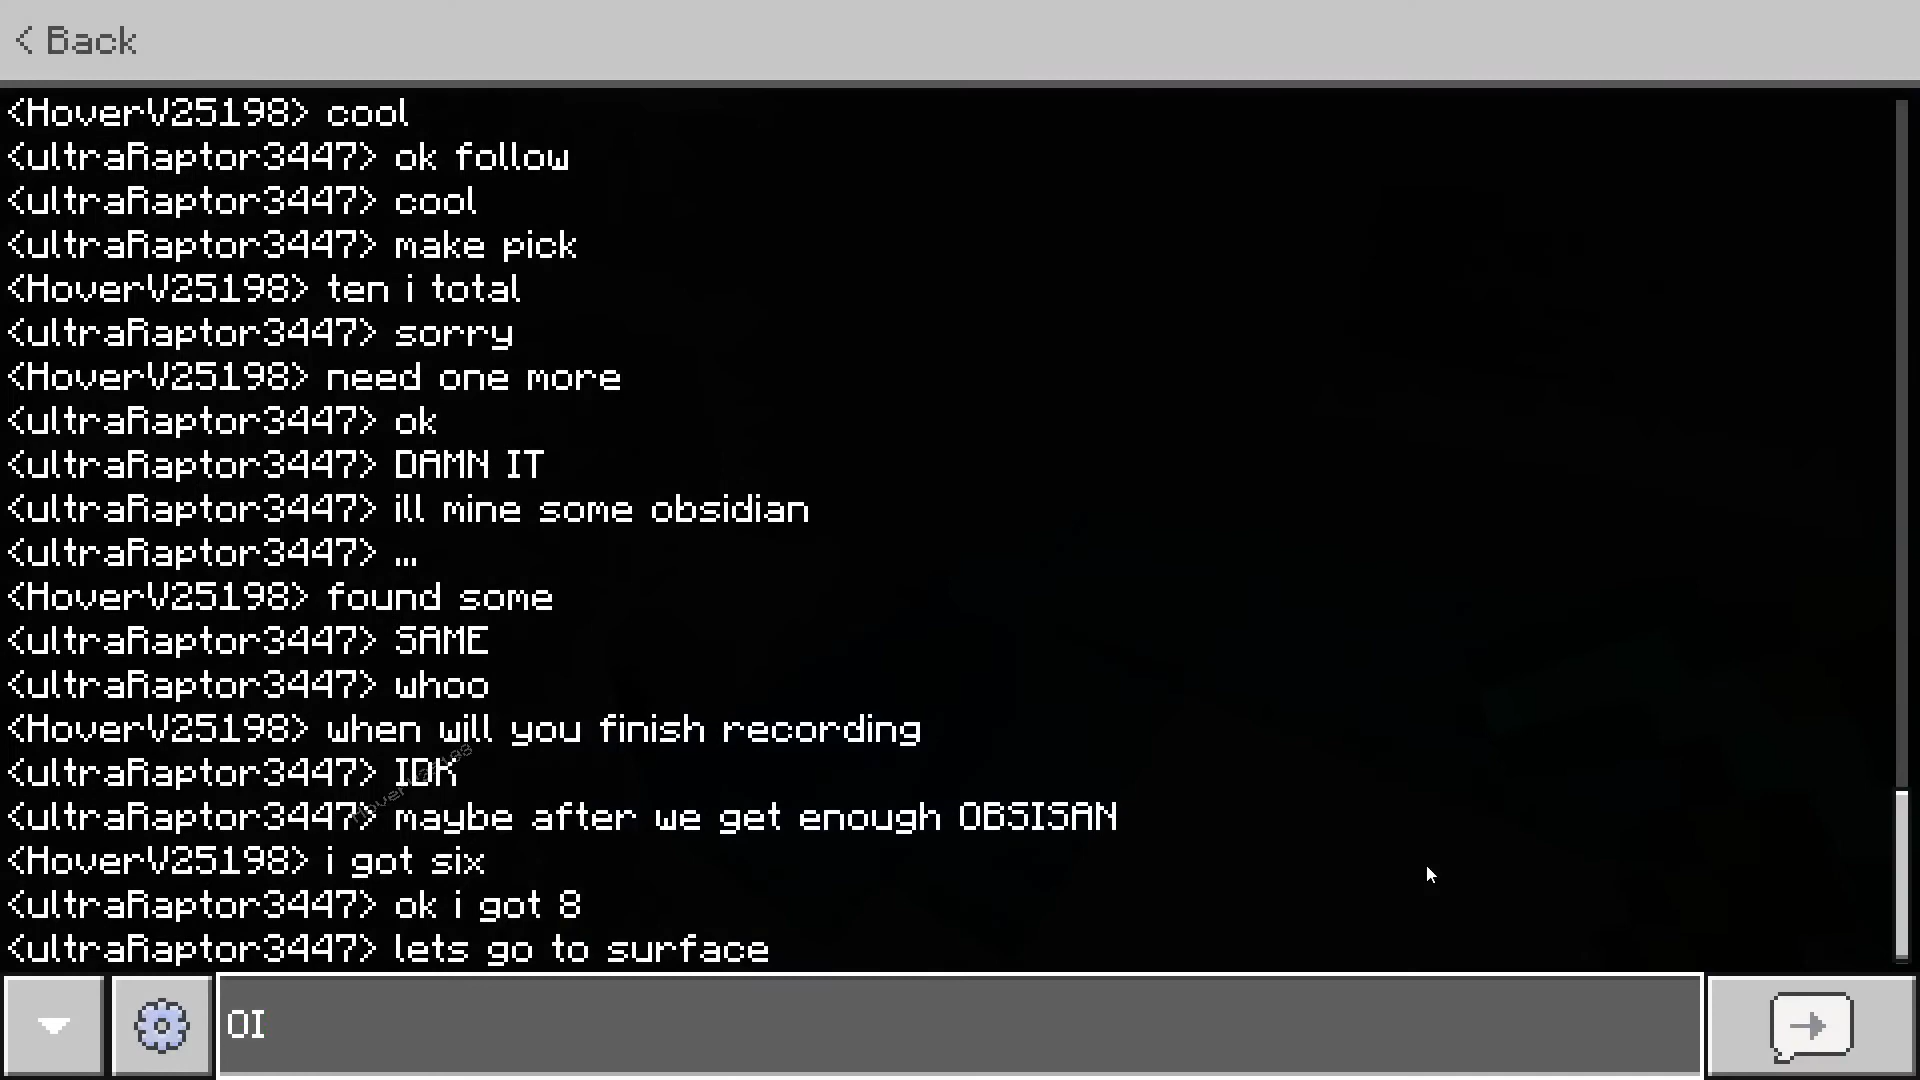 < Back
<HoverV25198> cool
<ultraRaptor3447> ok follow
<ultraRaptor3447> cool
<ultraRaptor3447> make pick
<HoverV25198> ten i total
<ultraRaptor3447> sorry
<HoverV25198> need one more
<ultraRaptor3447> ok
<ultraRaptor3447> DAMN IT
<ultraRaptor3447> ill mine some obsidian
<ultraRaptor3447> ...
<HoverV25198> found some
<ultraRaptor3447> SAME
<ultraRaptor3447> whoo
<HoverV25198> when will you finish recording
<ultraRaptor3447> IDK
HoverV25198
<ultraRaptor3447> maybe after we get enough OBSISAN
<HoverV25198> i got six
<ultraRaptor3447> ok i got 8
<ultraRaptor3447> lets go to surface
OI